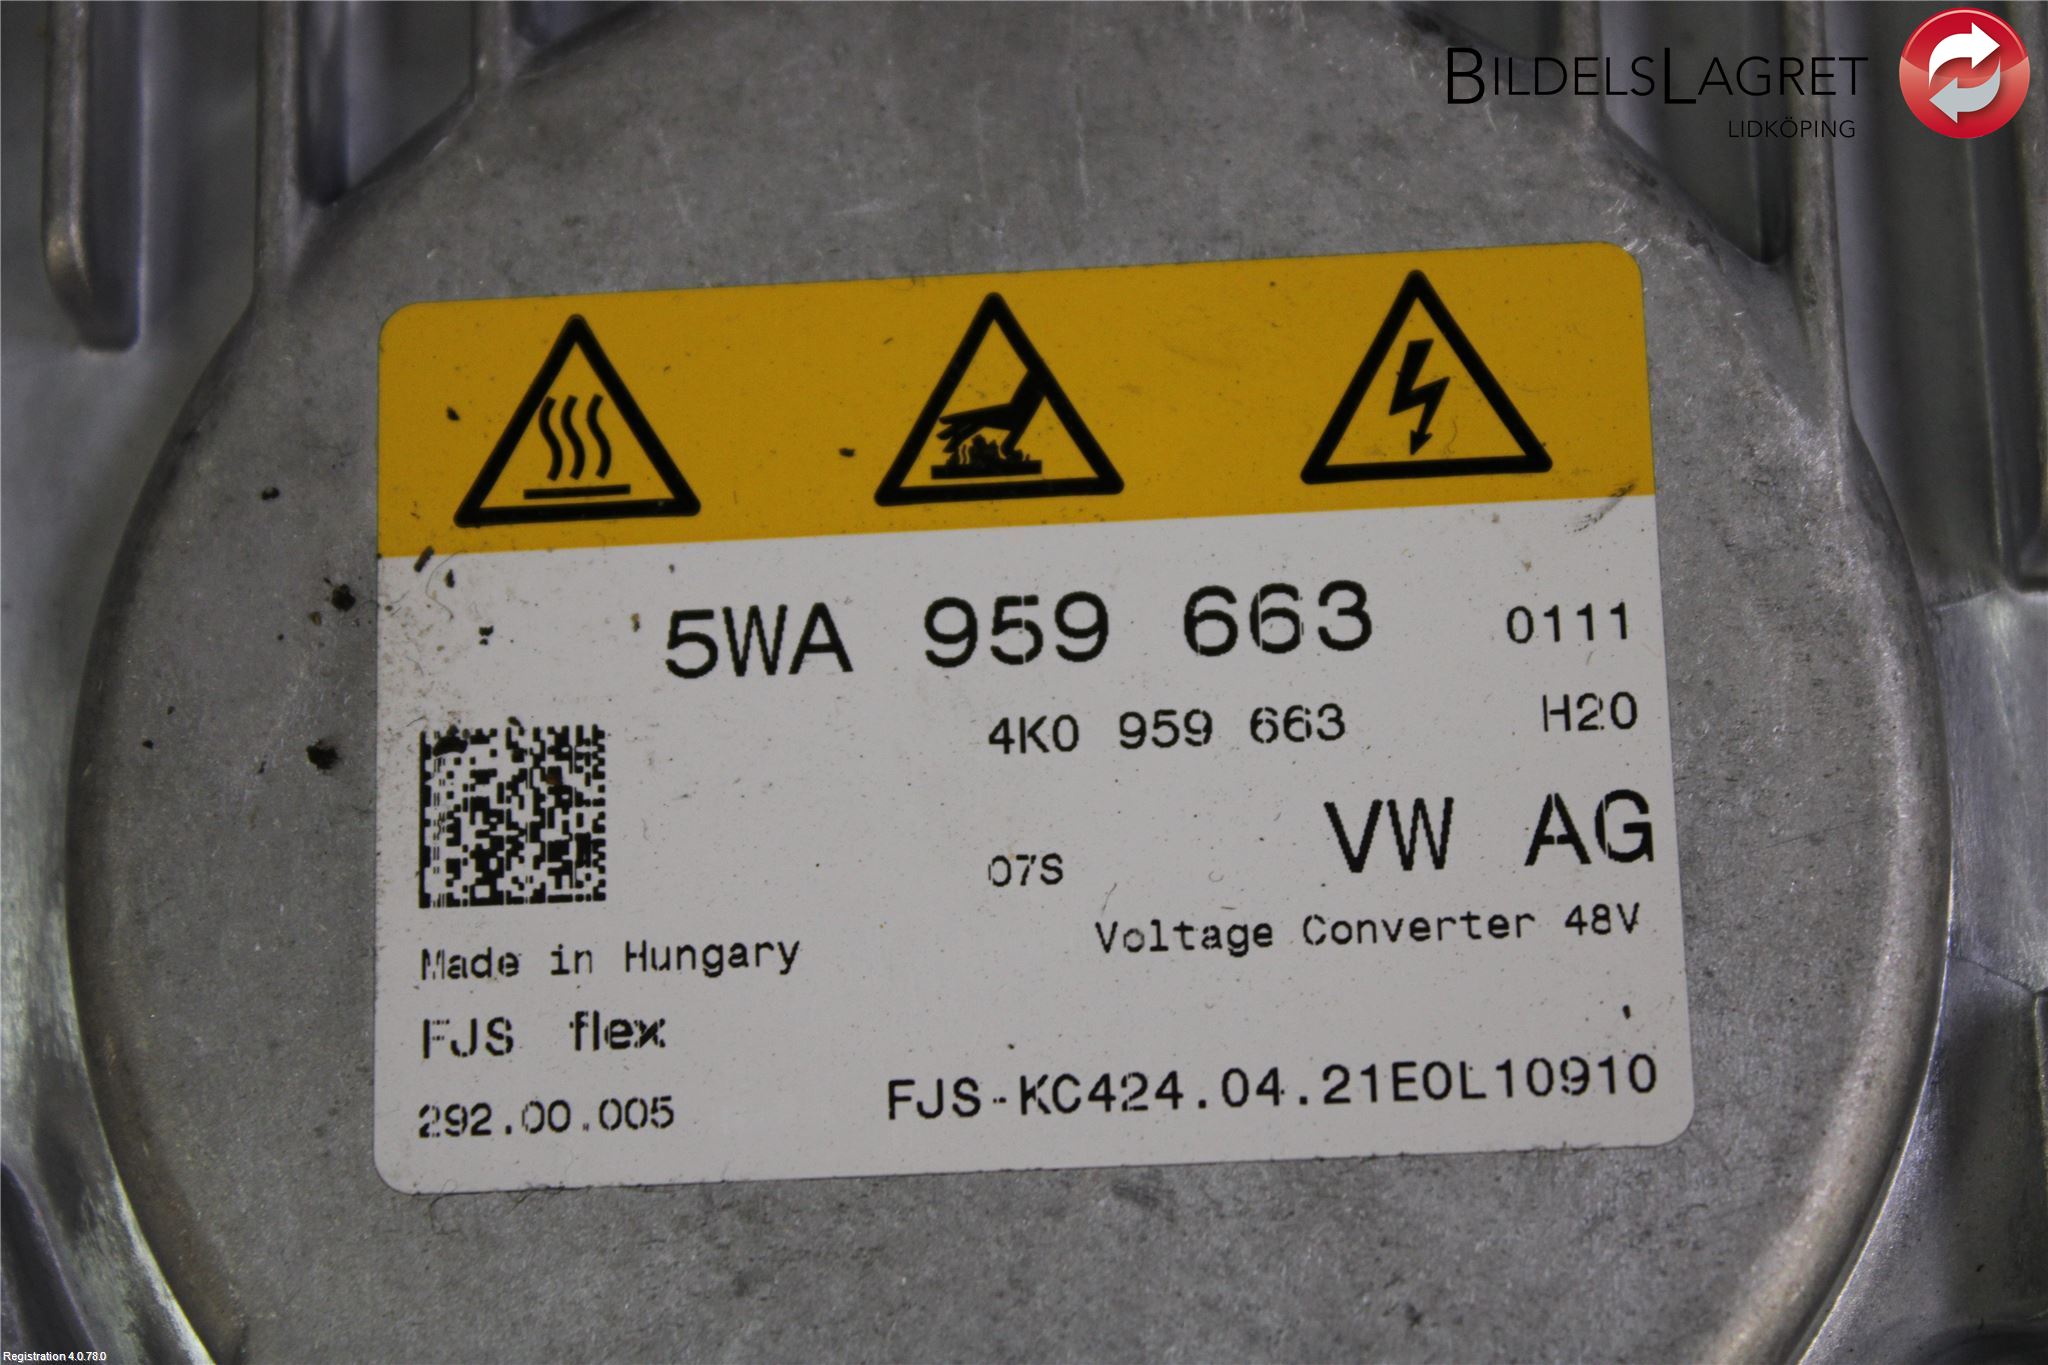 BILDELSLAGRET
LIDKÖPING
5WA 959 663 0111
4K0 959 663 H20
VW AG
07S
Voltage Converter 48V
Made in Hungary
FJS flex
292.00.005
FJS-KC424.04.21E0L10910
Registration 4.0.78.0